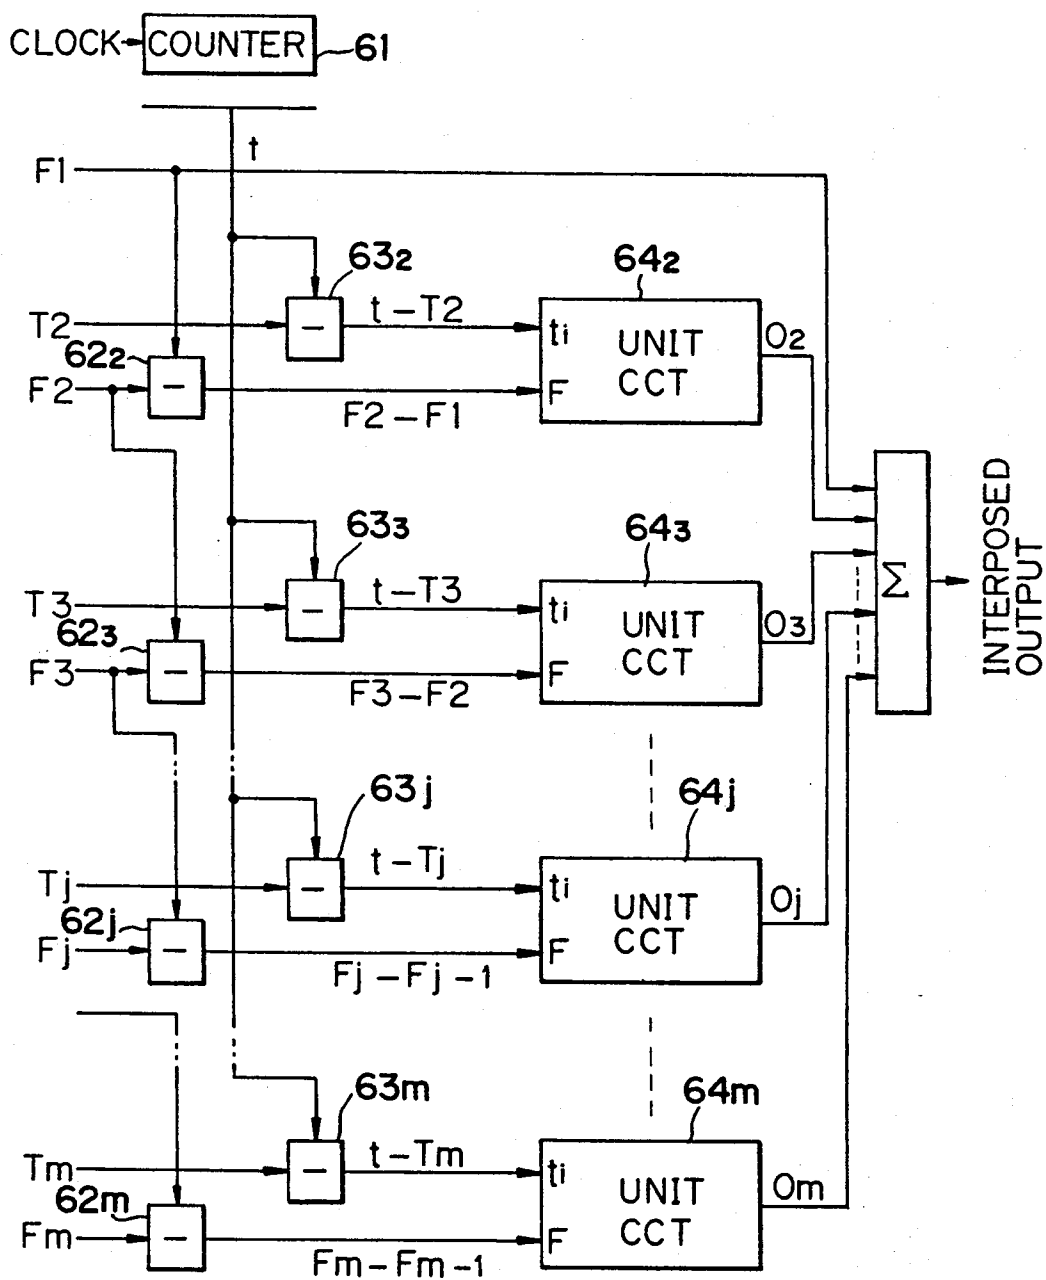 CLOCK COUNTER 61
t
F1
63₂ 64₂
T2 − t−T2 ti UNIT CCT O2
62₂
F2 − F2−F1 F
63₃ 64₃
T3 − t−T3 ti UNIT CCT O3
Σ INTERPOSED OUTPUT
62₃
F3 − F3−F2 F
63j 64j
Tj − t−Tj ti UNIT CCT Oj
62j
Fj − Fj−Fj−1 F
63m 64m
Tm − t−Tm ti UNIT CCT Om
62m
Fm − Fm−Fm−1 F